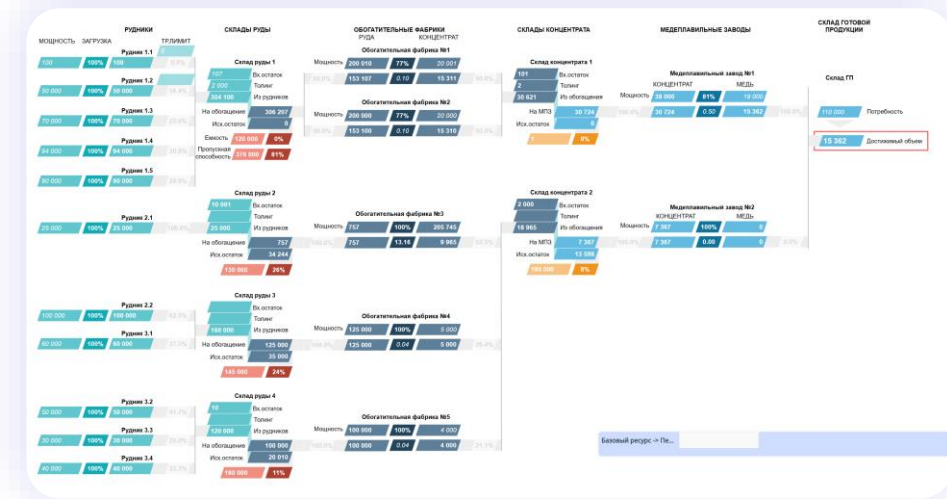 РУДНИКИ
СКЛАДЫ РУДЫ
ОБОГАТИТЕЛЬНЫЕ ФАБРИКИ
СКЛАДЫ КОНЦЕНТРАТА
МЕДЕПЛАВИЛЬНЫЕ ЗАВОДЫ
СКЛАД ГОТОВОЙ
ПРОДУКЦИИ
МОЩНОСТЬ ЗАГРУЗКА ТР.ЛИМИТ
РУДА КОНЦЕНТРАТ
Рудник 1.1
100 100% 100
Рудник 1.2
50 000 100% 50 000
Рудник 1.3
70 000 100% 70 000
Рудник 1.4
94 000 100% 94 000
Рудник 1.5
90 000 100% 90 000
Рудник 2.1
25 000 100% 25 000
Рудник 2.2
100 000 100% 100 000
Рудник 3.1
60 000 100% 60 000
Рудник 3.2
50 000 100% 50 000
Рудник 3.3
30 000 100% 30 000
Рудник 3.4
40 000 100% 40 000
Склад руды 1
107 Вх.остаток
2 000 Толинг
304 100 Из рудников
На обогащение 306 207
Исх.остаток 0
Емкость 120 000 0%
Пропускная
способность 81%
Склад руды 2
10 001 Вх.остаток
Толинг
25 000 Из рудников
На обогащение 757
Исх.остаток 34 244
130 000 26%
Склад руды 3
Вх.остаток
Толинг
160 000 Из рудников
На обогащение 125 000
Исх.остаток 35 000
145 000 24%
Склад руды 4
10 Вх.остаток
Толинг
120 000 Из рудников
На обогащение 100 000
Исх.остаток 20 010
11%
Обогатительная фабрика №1
Мощность 200 010 77% 20 001
153 107 0.10 15 311
Обогатительная фабрика №2
Мощность 200 000 77% 20 000
153 100 0.10 15 310
Обогатительная фабрика №3
Мощность 757 100% 205 745
757 13.16 9 965
Обогатительная фабрика №4
Мощность 125 000 100% 5 000
125 000 0.04 5 000
Обогатительная фабрика №5
Мощность 100 000 100% 4 000
100 000 0.04 4 000
Склад концентрата 1
101 Вх.остаток
2 Толинг
30 621 Из обогащения
На МПЗ 30 724
Исх.остаток 0
0%
Склад концентрата 2
2 000 Вх.остаток
Толинг
18 965 Из обогащения
На МПЗ 7 367
Исх.остаток
Медеплавильный завод №1
КОНЦЕНТРАТ МЕДЬ
Мощность 38 000 81% 19 000
30 724 0.50 15 362
Медеплавильный завод №2
КОНЦЕНТРАТ МЕДЬ
Мощность 7 367 100% 0
7 367 0.00 0
Склад ГП
110 000 Потребность
15 362 Достижимый объем
Базовый ресурс -> Пе...